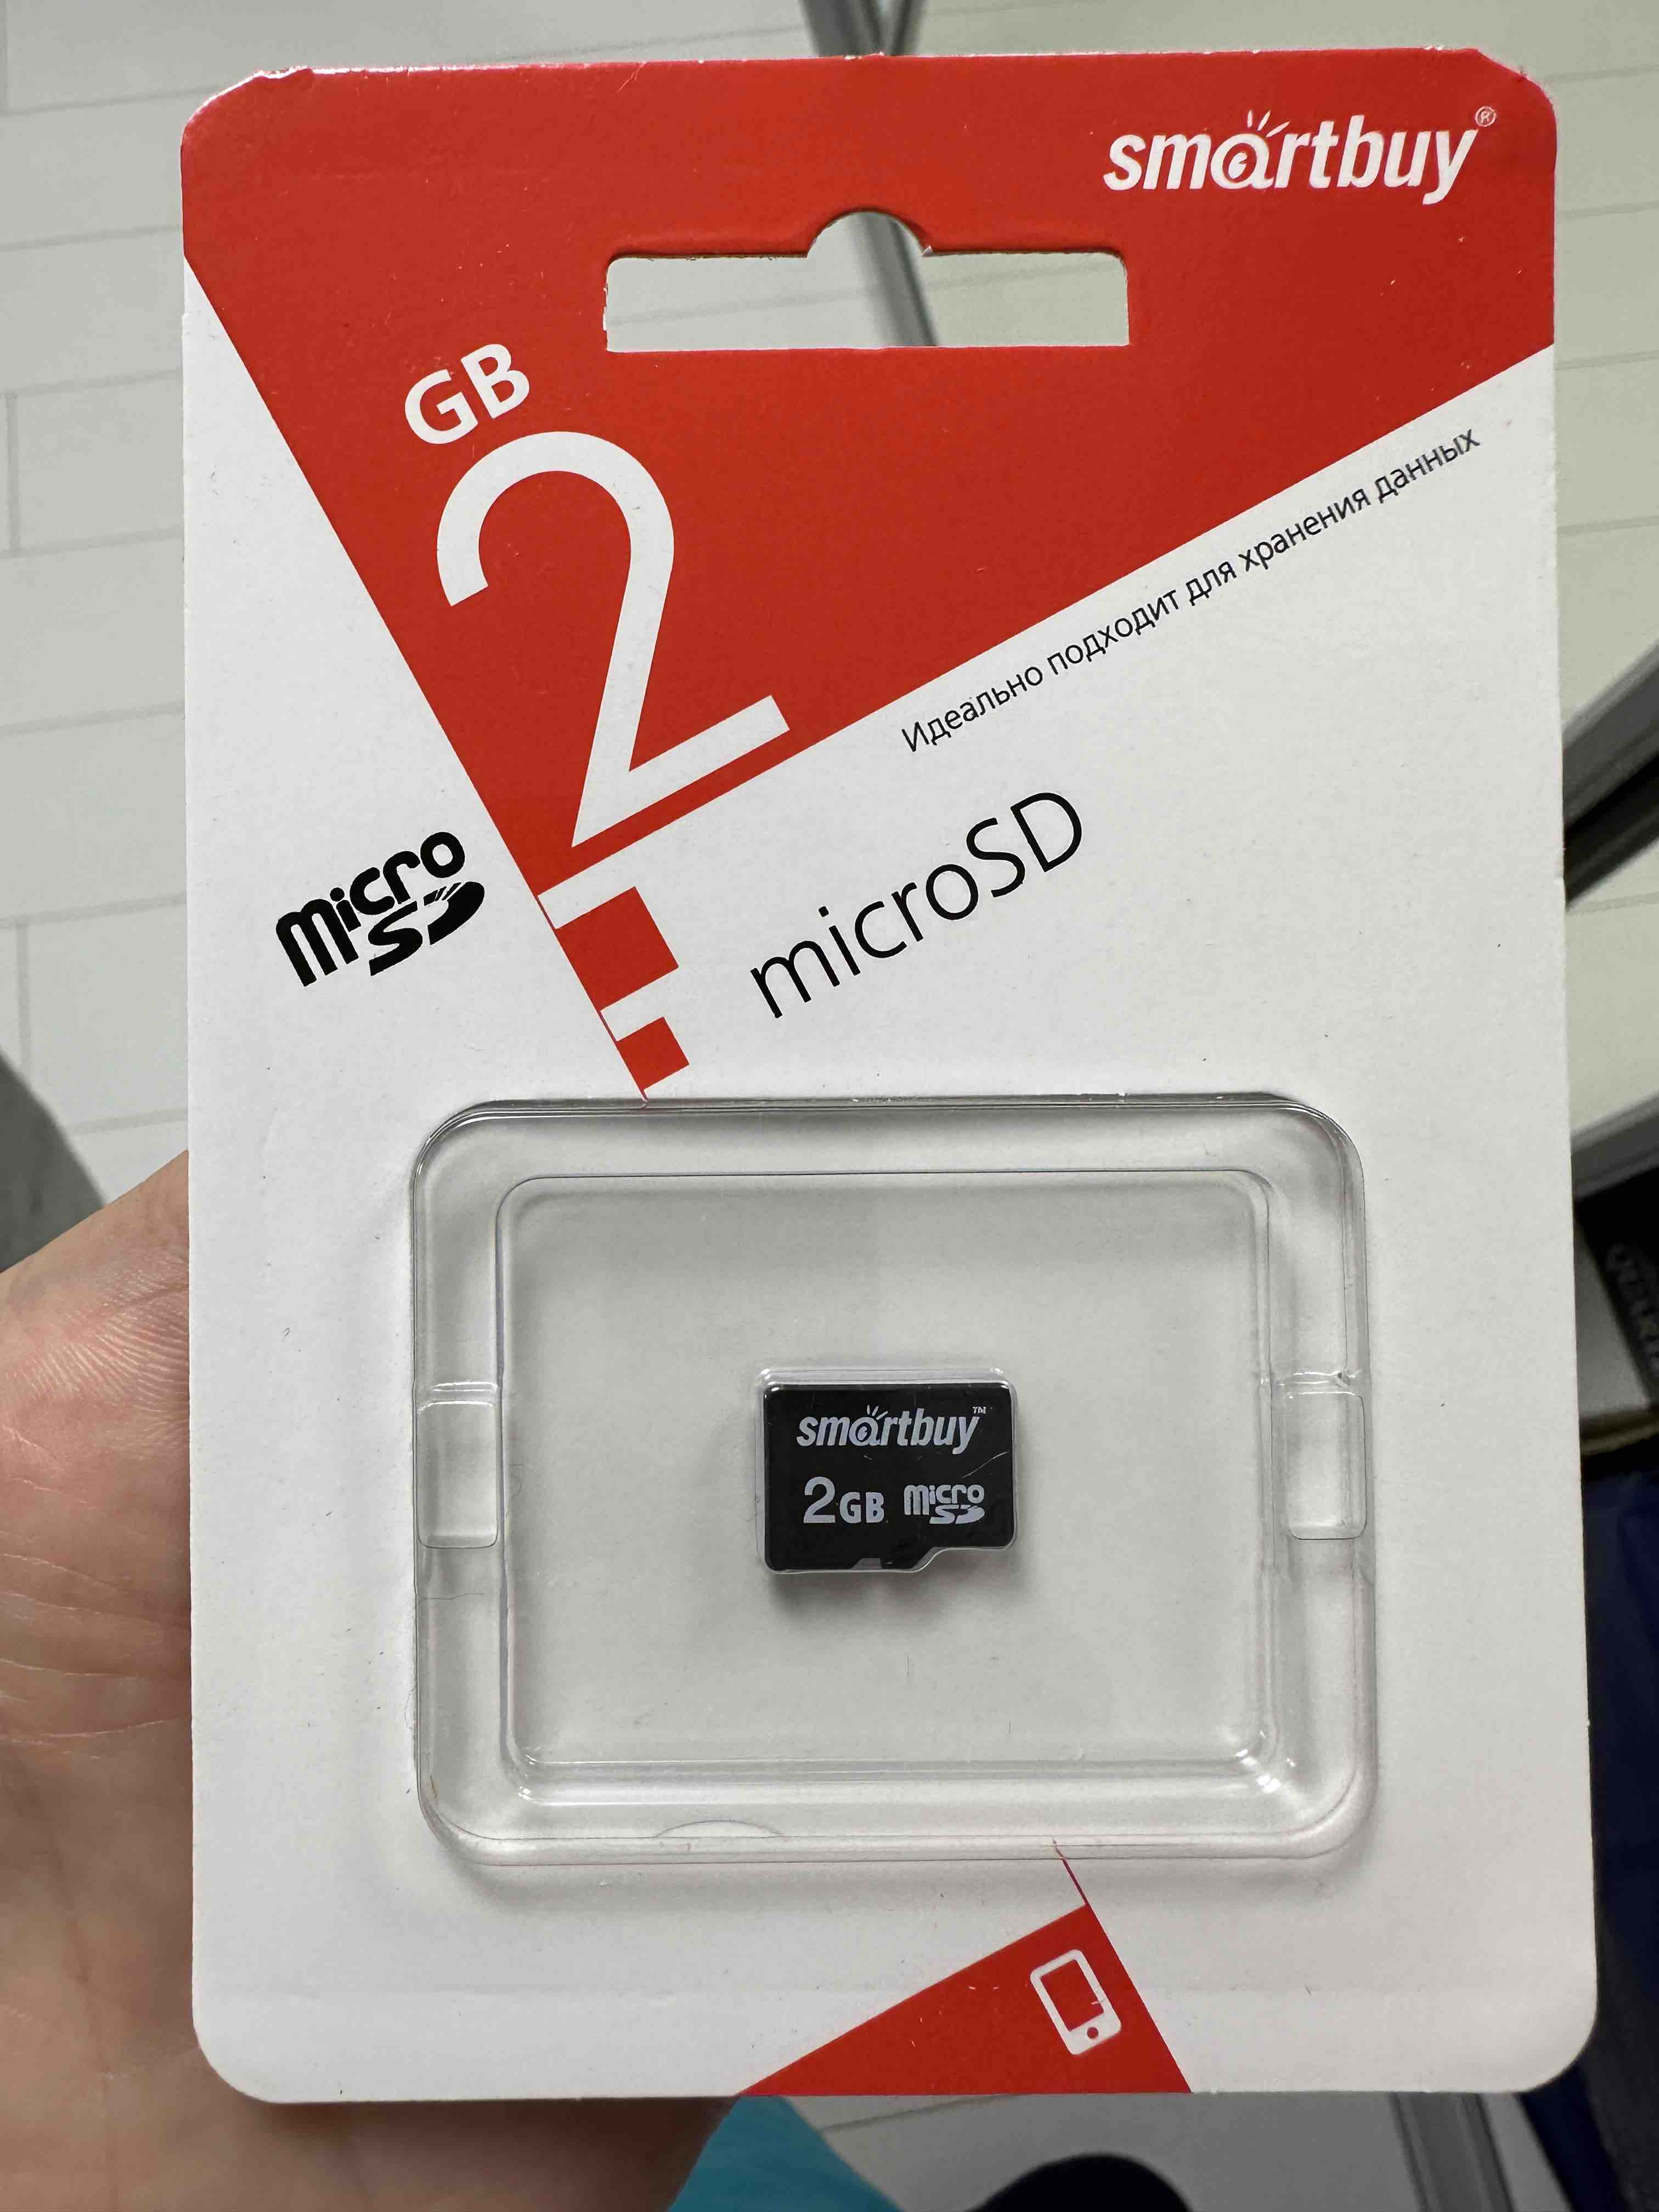 smartbuy®
GB
2
Идеально подходит для хранения данных
micro
SD
microSD
smartbuy™
2GB micro
SD